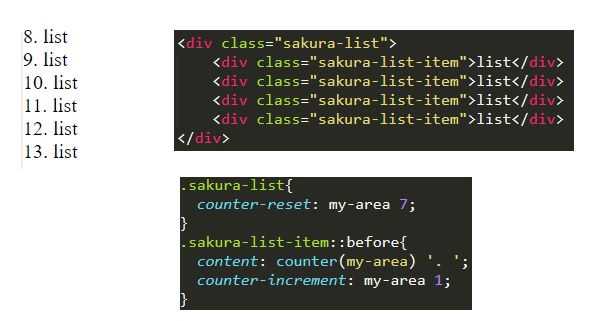 8. list
9. list
10. list
11. list
12. list
13. list
<div class="sakura-list">
    <div class="sakura-list-item">list</div>
    <div class="sakura-list-item">list</div>
    <div class="sakura-list-item">list</div>
    <div class="sakura-list-item">list</div>
</div>
.sakura-list{
  counter-reset: my-area 7;
}
.sakura-list-item::before{
  content: counter(my-area) '. ';
  counter-increment: my-area 1;
}